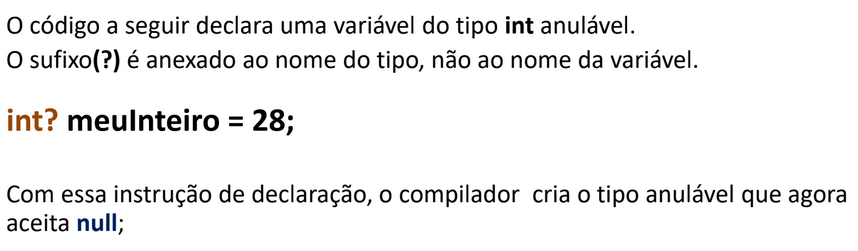 O código a seguir declara uma variável do tipo int anulável.
O sufixo(?) é anexado ao nome do tipo, não ao nome da variável.
int? meuInteiro = 28;
Com essa instrução de declaração, o compilador  cria o tipo anulável que agora
aceita null;